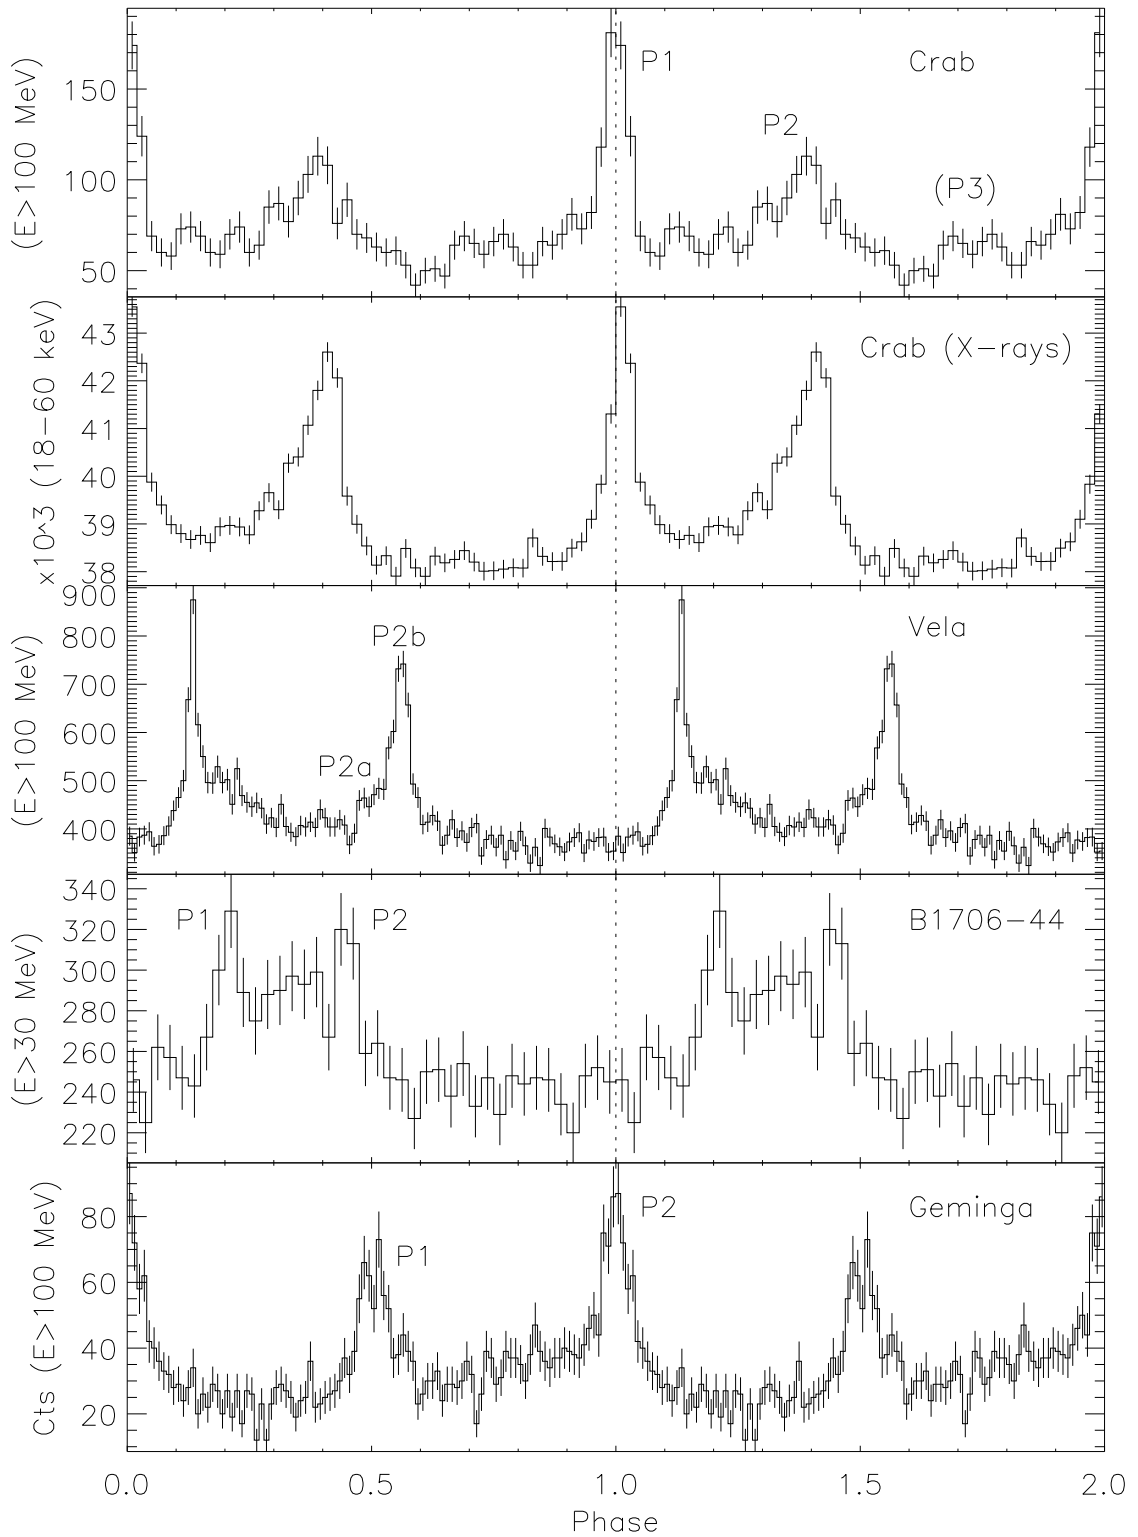 (E>100 MeV)
150
100
50
P1
Crab
P2
(P3)
x10^3 (18-60 keV)
43
42
41
40
39
38
Crab (X-rays)
(E>100 MeV)
900
800
700
600
500
400
P2b
Vela
P2a
(E>30 MeV)
340
320
300
280
260
240
220
P1
P2
B1706-44
Cts (E>100 MeV)
80
60
40
20
P2
Geminga
P1
0.0 0.5 1.0 1.5 2.0
Phase